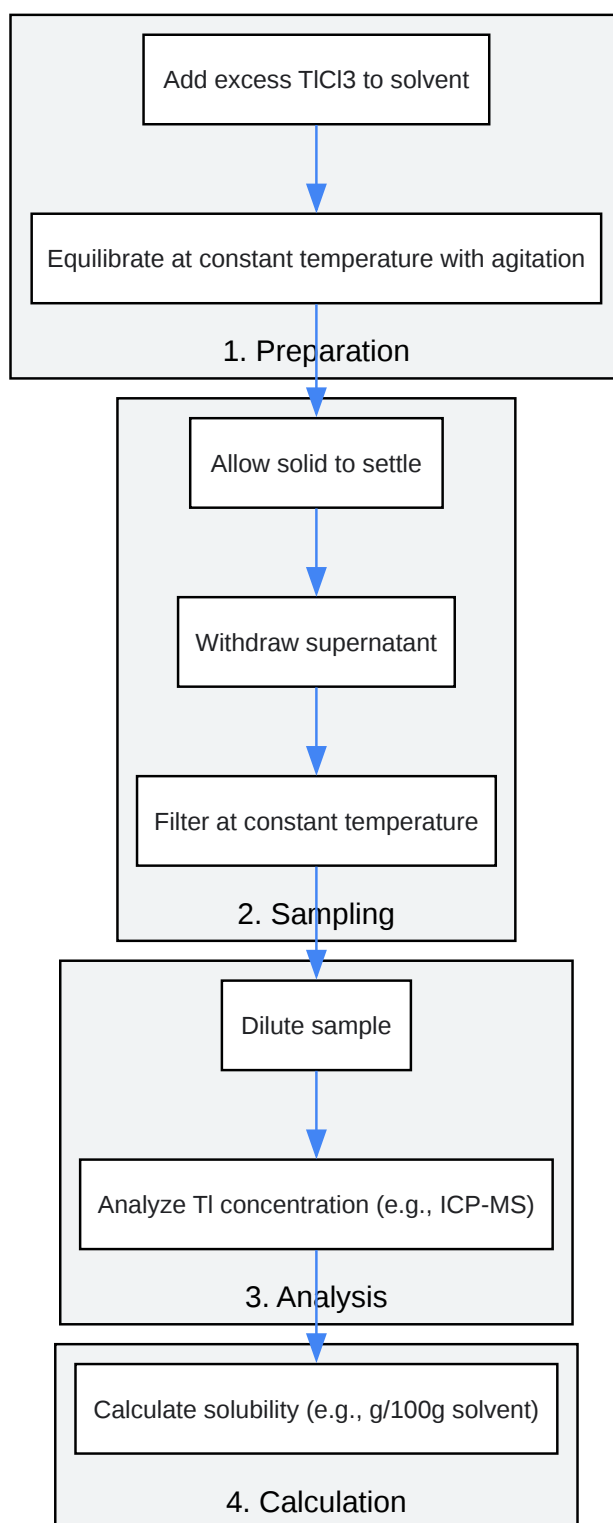 Add excess TlCl3 to solvent
Equilibrate at constant temperature with agitation
1. Preparation
Allow solid to settle
Withdraw supernatant
Filter at constant temperature
2. Sampling
Dilute sample
Analyze Tl concentration (e.g., ICP-MS)
3. Analysis
Calculate solubility (e.g., g/100g solvent)
4. Calculation